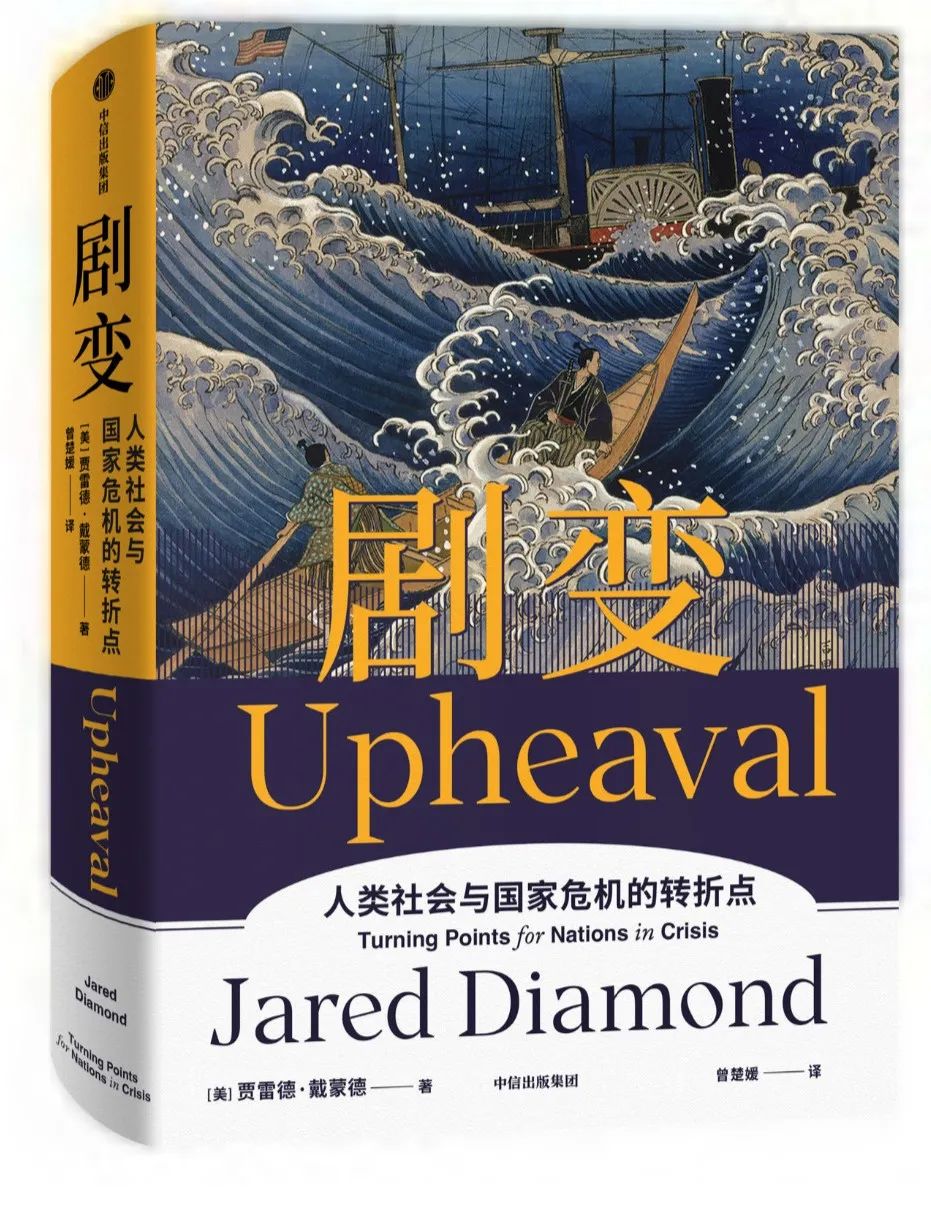 中信出版集团
剧变
人类社会与
国家危机的转折点
[美]贾雷德·戴蒙德——著
曾楚媛——译
Upheaval
Jared
Diamond
Turning Points
for Nations in Crisis
剧变
Upheaval
人类社会与国家危机的转折点
Turning Points for Nations in Crisis
Jared Diamond
[美]贾雷德·戴蒙德——著
中信出版集团
曾楚媛——译